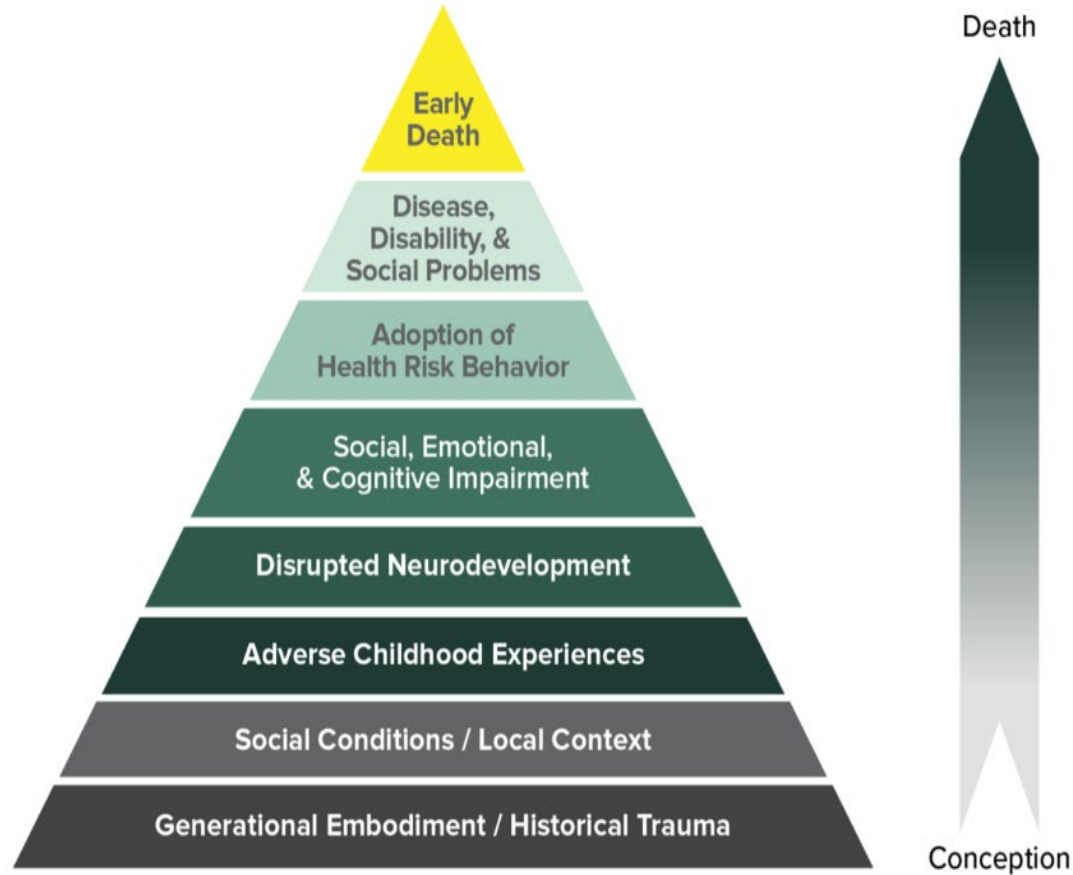 Death
Early
Death
Disease,
Disability, &
Social Problems
Adoption of
Health Risk Behavior
Social, Emotional,
& Cognitive Impairment
Disrupted Neurodevelopment
Adverse Childhood Experiences
Social Conditions / Local Context
Generational Embodiment / Historical Trauma
Conception